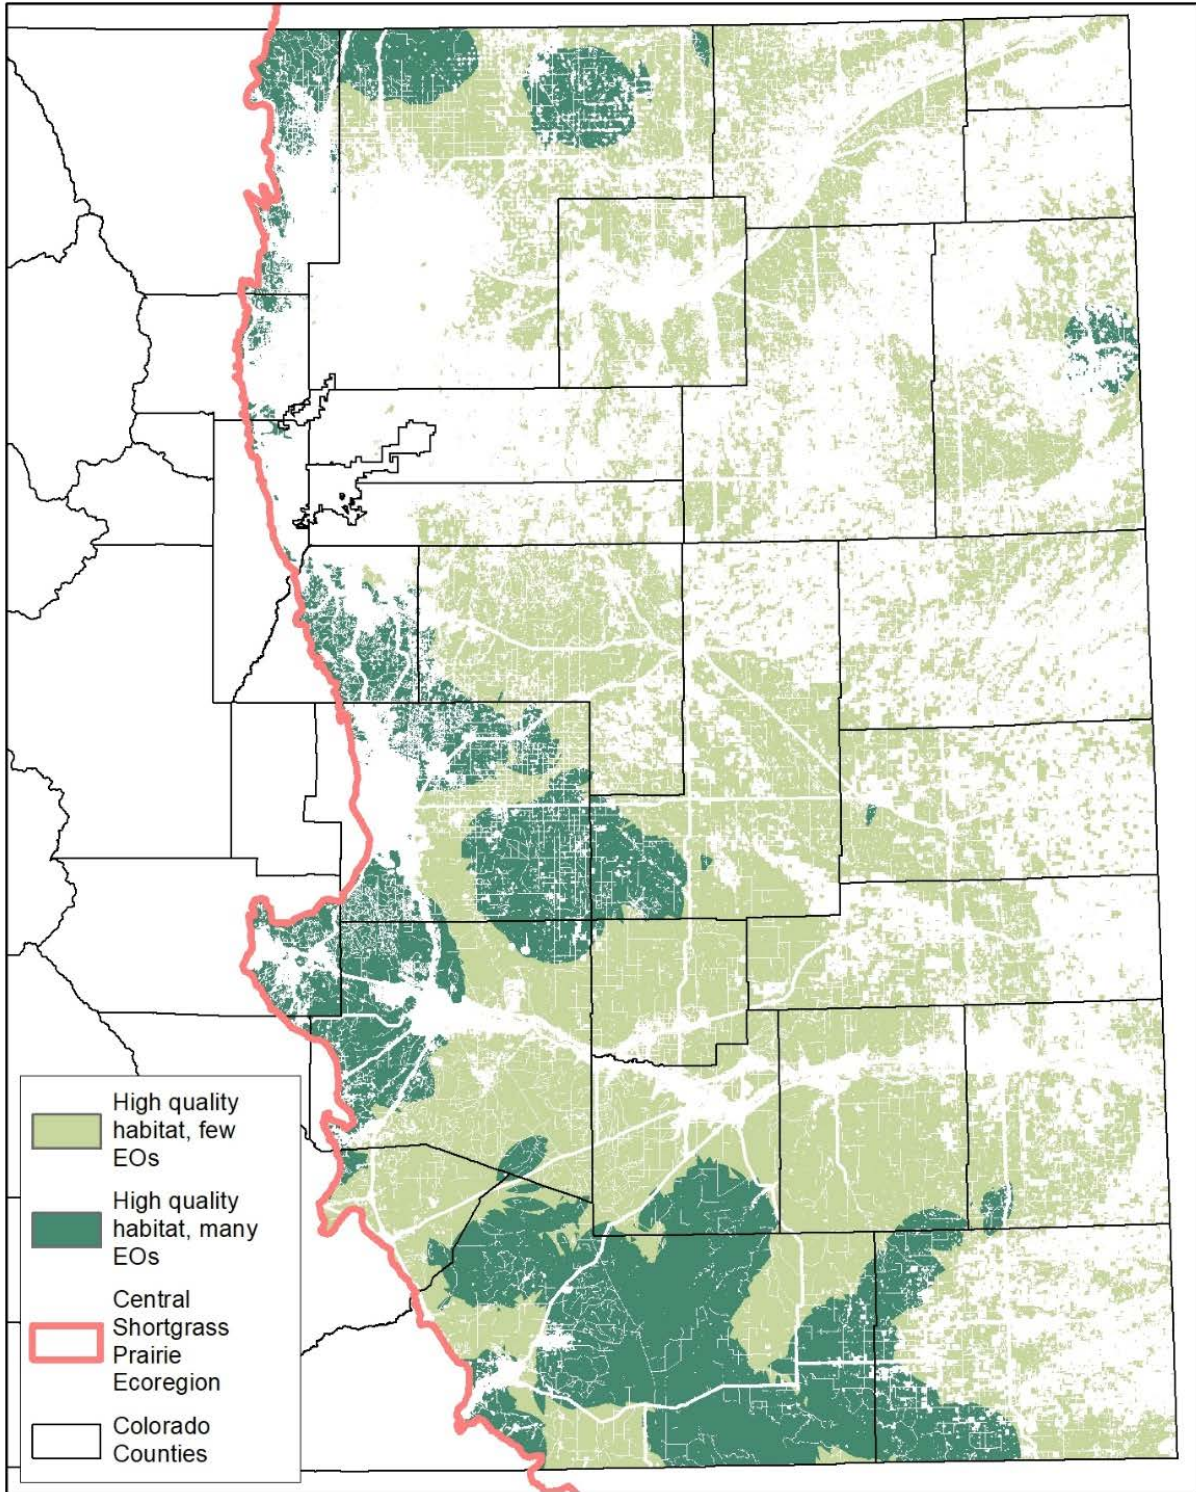 High quality
habitat, few
EOs
High quality
habitat, many
EOs
Central
Shortgrass
Prairie
Ecoregion
Colorado
Counties